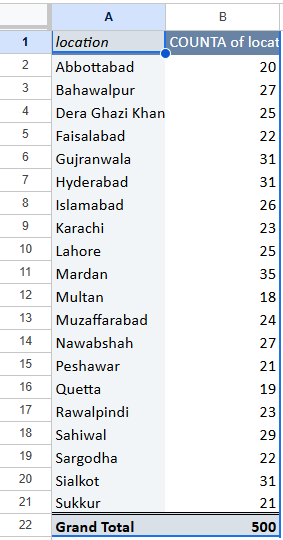 A B
1 location COUNTA of locat
2 Abbottabad 20
3 Bahawalpur 27
4 Dera Ghazi Khan 25
5 Faisalabad 22
6 Gujranwala 31
7 Hyderabad 31
8 Islamabad 26
9 Karachi 23
10 Lahore 25
11 Mardan 35
12 Multan 18
13 Muzaffarabad 24
14 Nawabshah 27
15 Peshawar 21
16 Quetta 19
17 Rawalpindi 23
18 Sahiwal 29
19 Sargodha 22
20 Sialkot 31
21 Sukkur 21
22 Grand Total 500